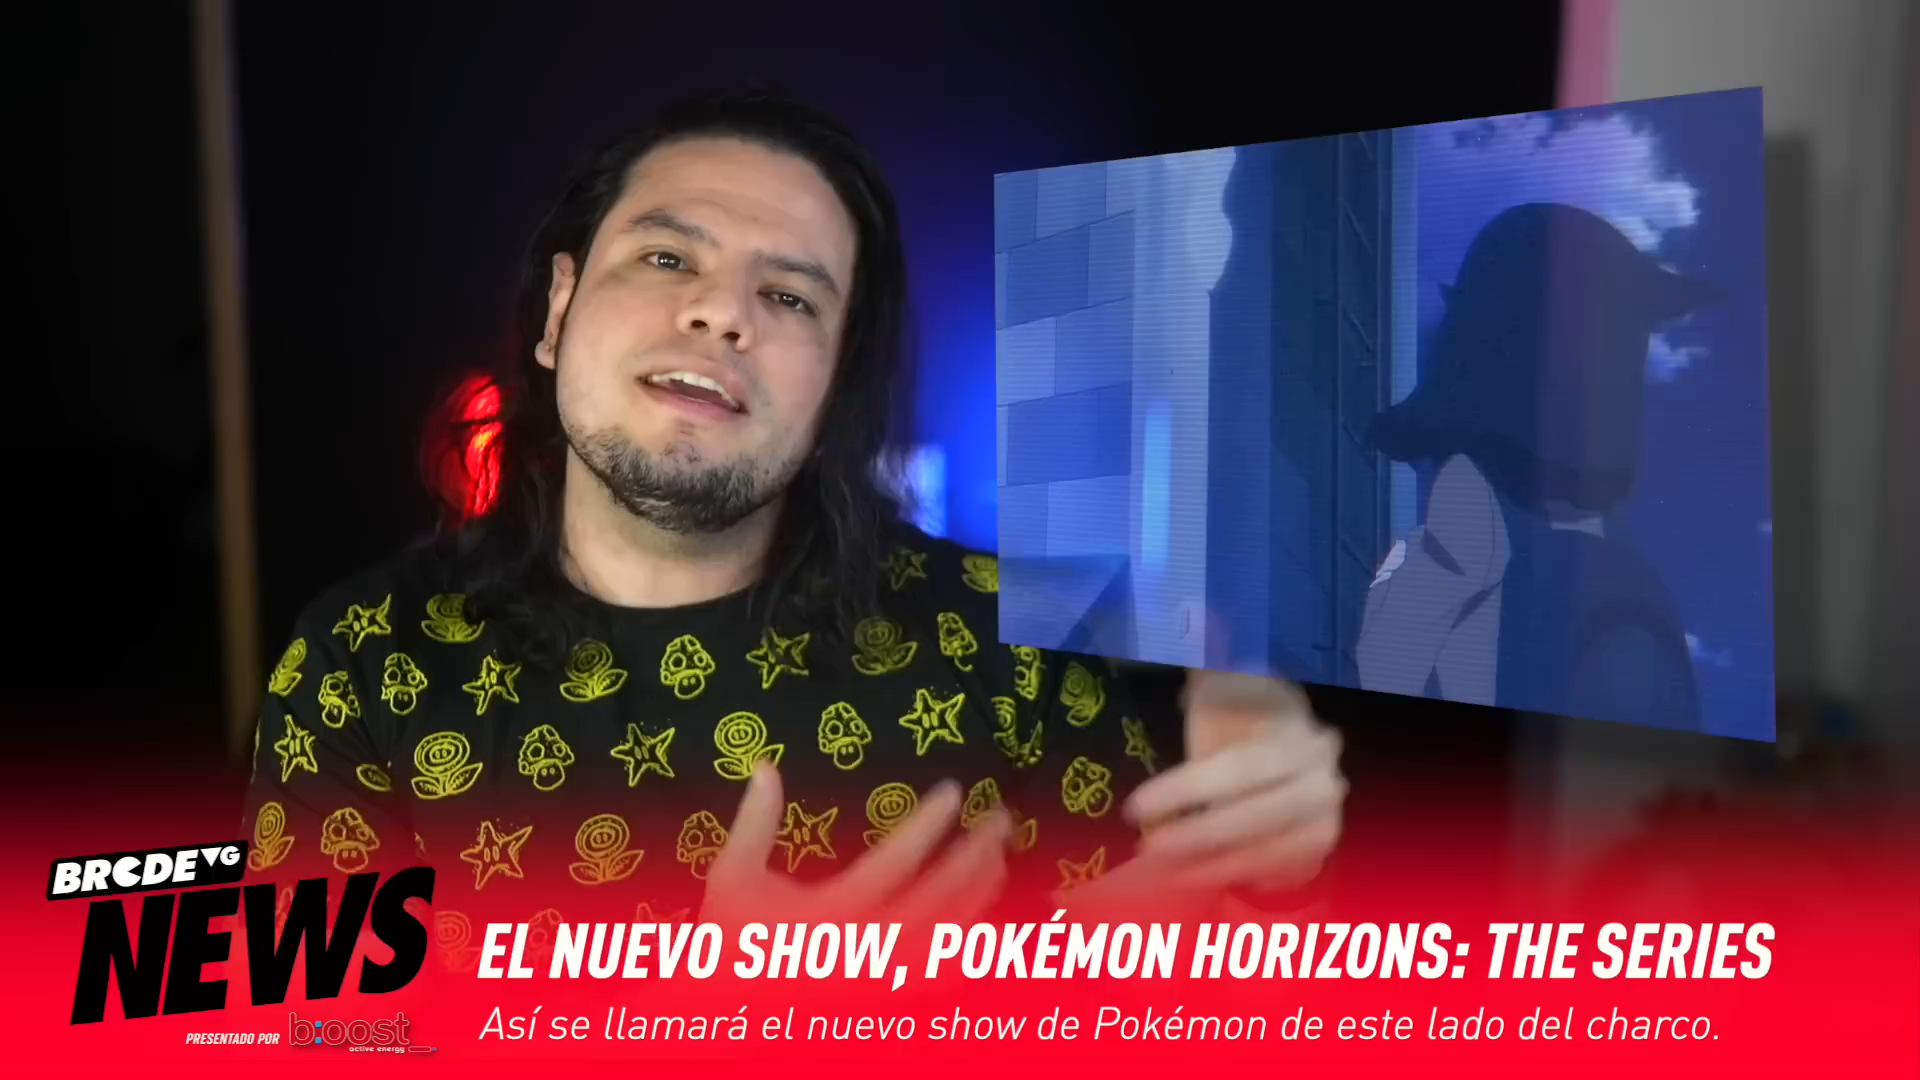 BRCDEVG
NEWS
PRESENTADO POR b:oost_
active energy
EL NUEVO SHOW, POKÉMON HORIZONS: THE SERIES
Así se llamará el nuevo show de Pokémon de este lado del charco.